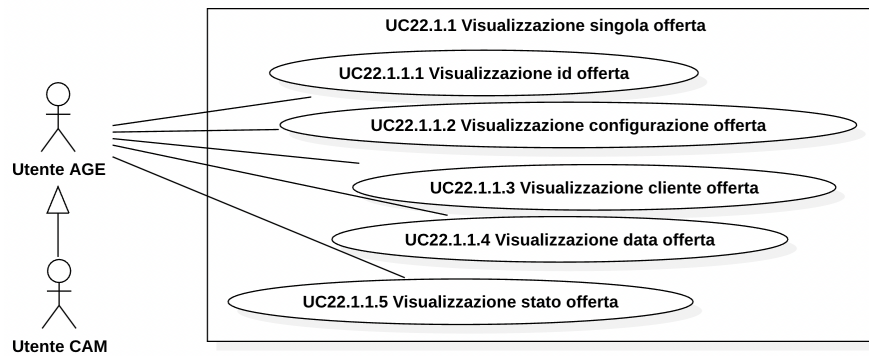 UC22.1.1 Visualizzazione singola offerta
UC22.1.1.1 Visualizzazione id offerta
UC22.1.1.2 Visualizzazione configurazione offerta
Utente AGE
UC22.1.1.3 Visualizzazione cliente offerta
UC22.1.1.4 Visualizzazione data offerta
UC22.1.1.5 Visualizzazione stato offerta
Utente CAM